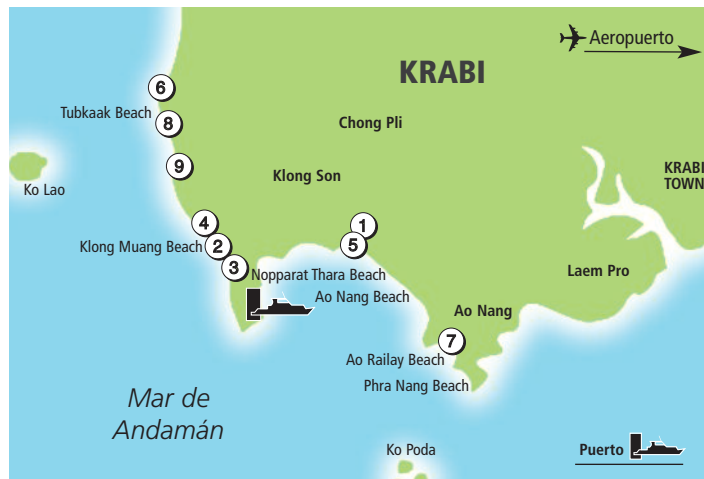 Aeropuerto
KRABI
6
Tubkaak Beach
8
Chong Pli
9
Klong Son
KRABI
TOWN
Ko Lao
4
1
Klong Muang Beach
2
5
3
Nopparat Thara Beach
Laem Pro
Ao Nang Beach
Ao Nang
7
Ao Railay Beach
Phra Nang Beach
Mar de
Andamán
Ko Poda
Puerto